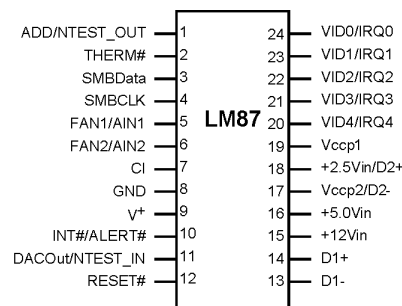 ADD/NTEST_OUT 1 24 VID0/IRQ0
THERM# 2 23 VID1/IRQ1
SMBData 3 22 VID2/IRQ2
SMBCLK 4 21 VID3/IRQ3
FAN1/AIN1 5 LM87 20 VID4/IRQ4
FAN2/AIN2 6 19 Vccp1
CI 7 18 +2.5Vin/D2+
GND 8 17 Vccp2/D2-
V+ 9 16 +5.0Vin
INT#/ALERT# 10 15 +12Vin
DACOut/NTEST_IN 11 14 D1+
RESET# 12 13 D1-